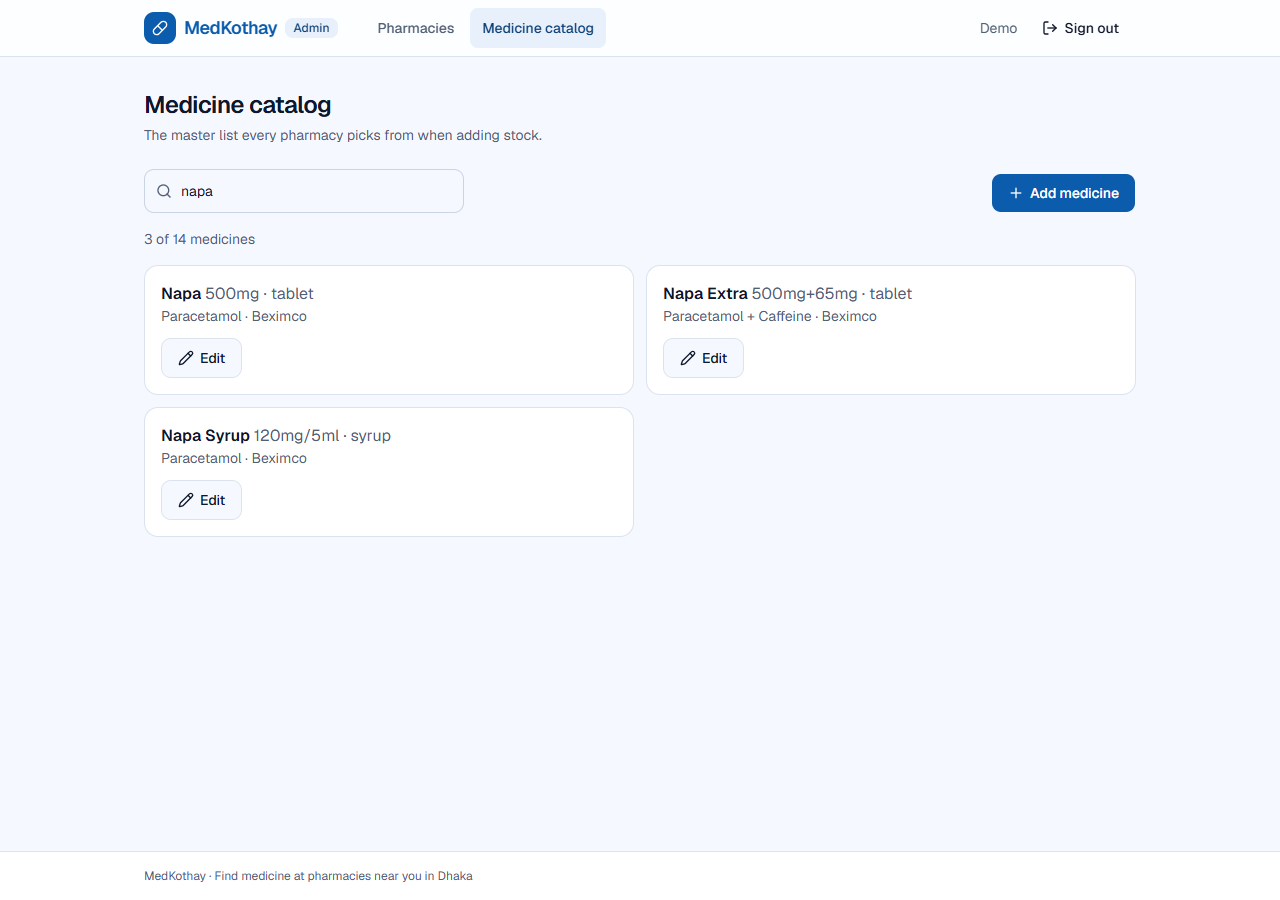 MedKothay Admin Pharmacies Medicine catalog Demo Sign out
Medicine catalog
The master list every pharmacy picks from when adding stock.
napa
Add medicine
3 of 14 medicines
Napa 500mg · tablet
Paracetamol · Beximco
Edit
Napa Extra 500mg+65mg · tablet
Paracetamol + Caffeine · Beximco
Edit
Napa Syrup 120mg/5ml · syrup
Paracetamol · Beximco
Edit
MedKothay · Find medicine at pharmacies near you in Dhaka